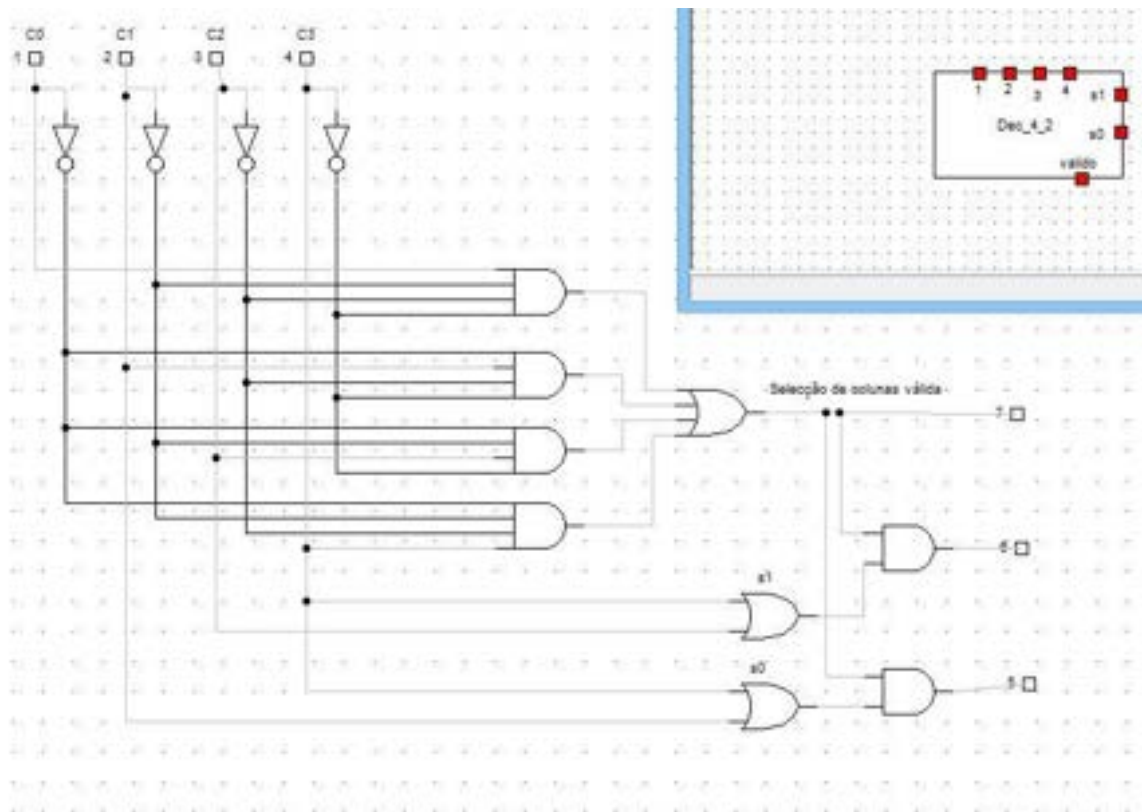 C0 C1 C2 C3
1 2 3 4
1 2 3 4
s1
Dec_4_2
s0
válido
Selecção de colunas válida
7
6
s1
s0
5